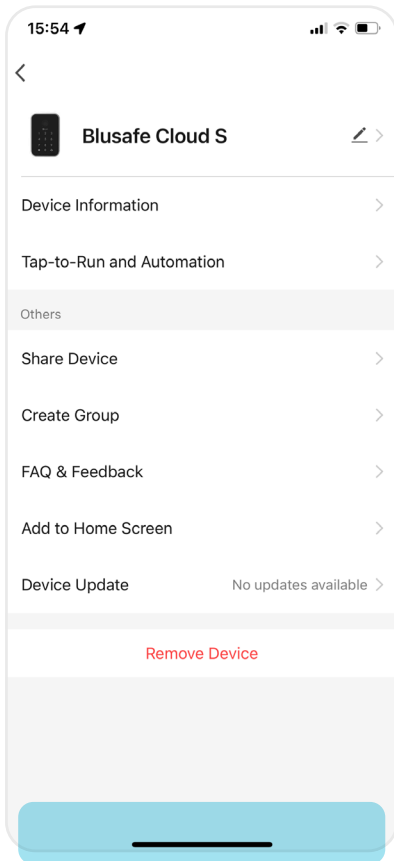 15:54
Blusafe Cloud S
Device Information
Tap-to-Run and Automation
Others
Share Device
Create Group
FAQ & Feedback
Add to Home Screen
Device Update No updates available
Remove Device